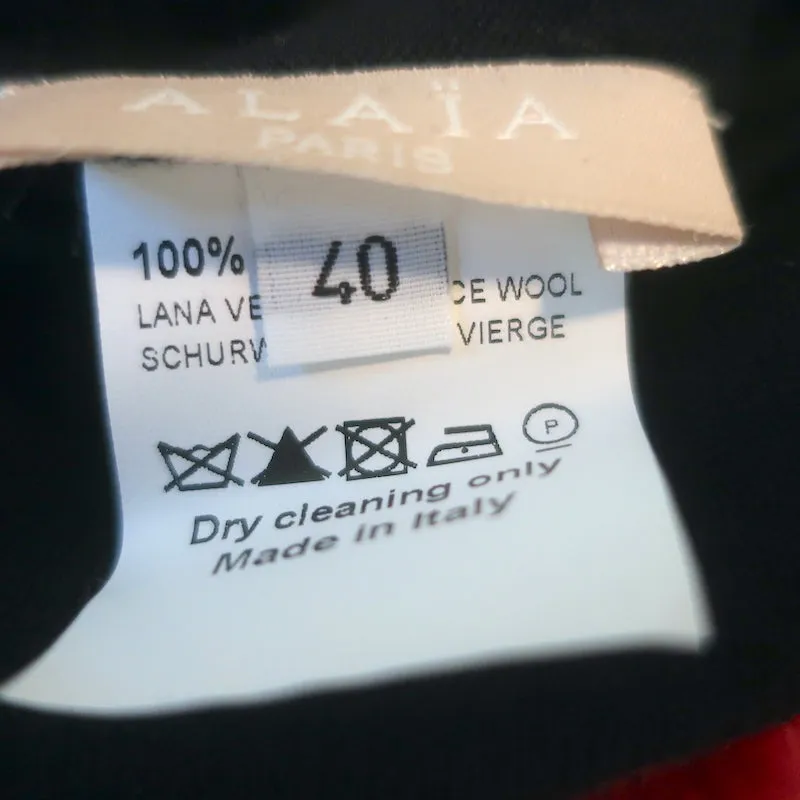 ALAÏA
PARIS
40
100%
LANA VE CE WOOL
SCHURW VIERGE
P
Dry cleaning only
Made in Italy